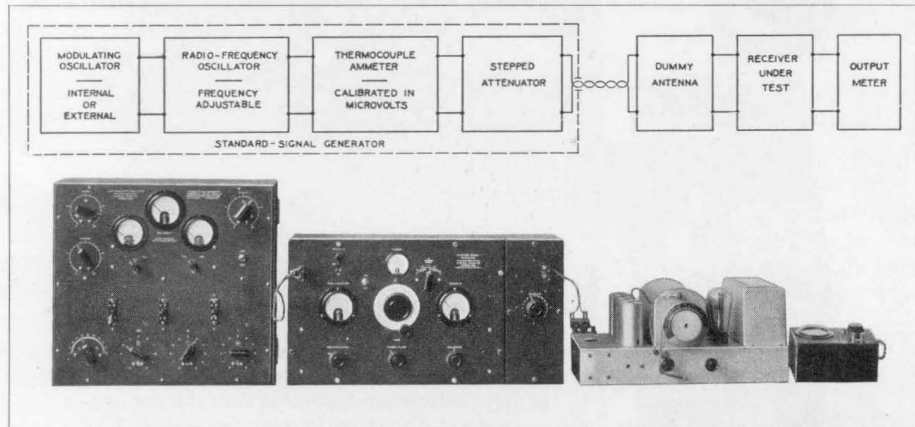 MODULATING
OSCILLATOR
INTERNAL
OR
EXTERNAL
RADIO-FREQUENCY
OSCILLATOR
FREQUENCY
ADJUSTABLE
THERMOCOUPLE
AMMETER
CALIBRATED IN
MICROVOLTS
STEPPED
ATTENUATOR
DUMMY
ANTENNA
RECEIVER
UNDER
TEST
OUTPUT
METER
STANDARD-SIGNAL GENERATOR